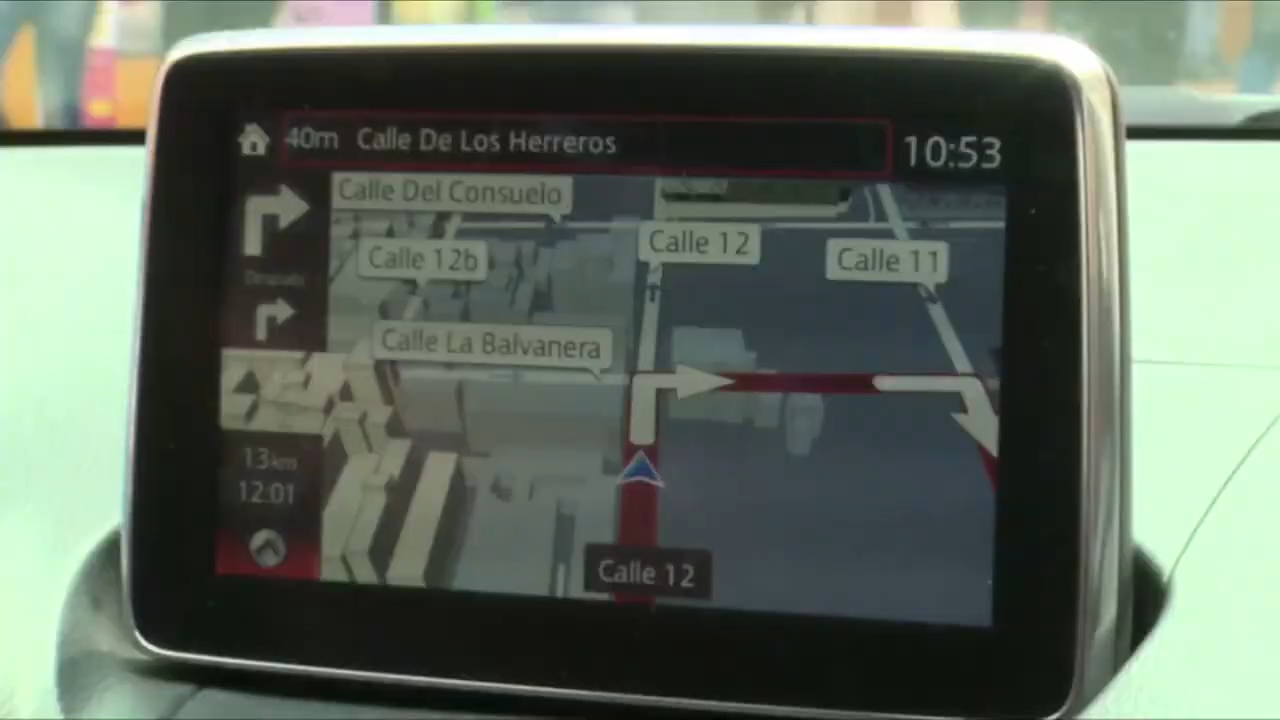 40m Calle De Los Herreros
10:53
Calle Del Consuelo
Calle 12
Calle 12b
Calle 11
Después
Calle La Balvanera
13km
12:01
Calle 12